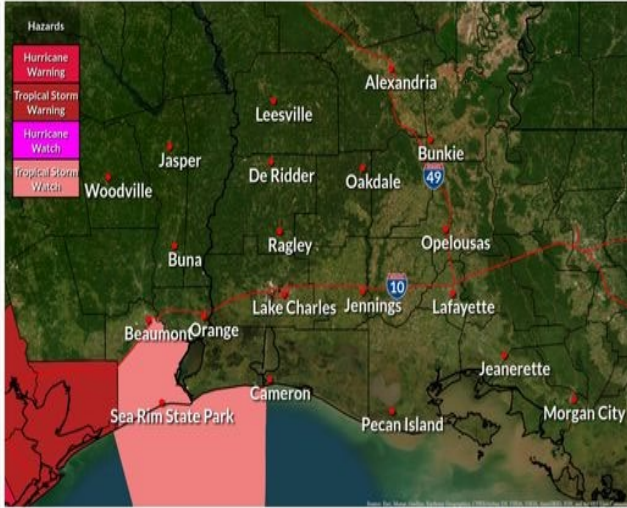 Hazards
Hurricane
Warning
Tropical Storm
Warning
Hurricane
Watch
Tropical Storm
Watch
Alexandria
Leesville
Jasper
Bunkie
De Ridder
Oakdale
Woodville
49
Ragley
Opelousas
Buna
10
Lake Charles
Jennings
Lafayette
Beaumont
Orange
Jeanerette
Cameron
Sea Rim State Park
Pecan Island
Morgan City